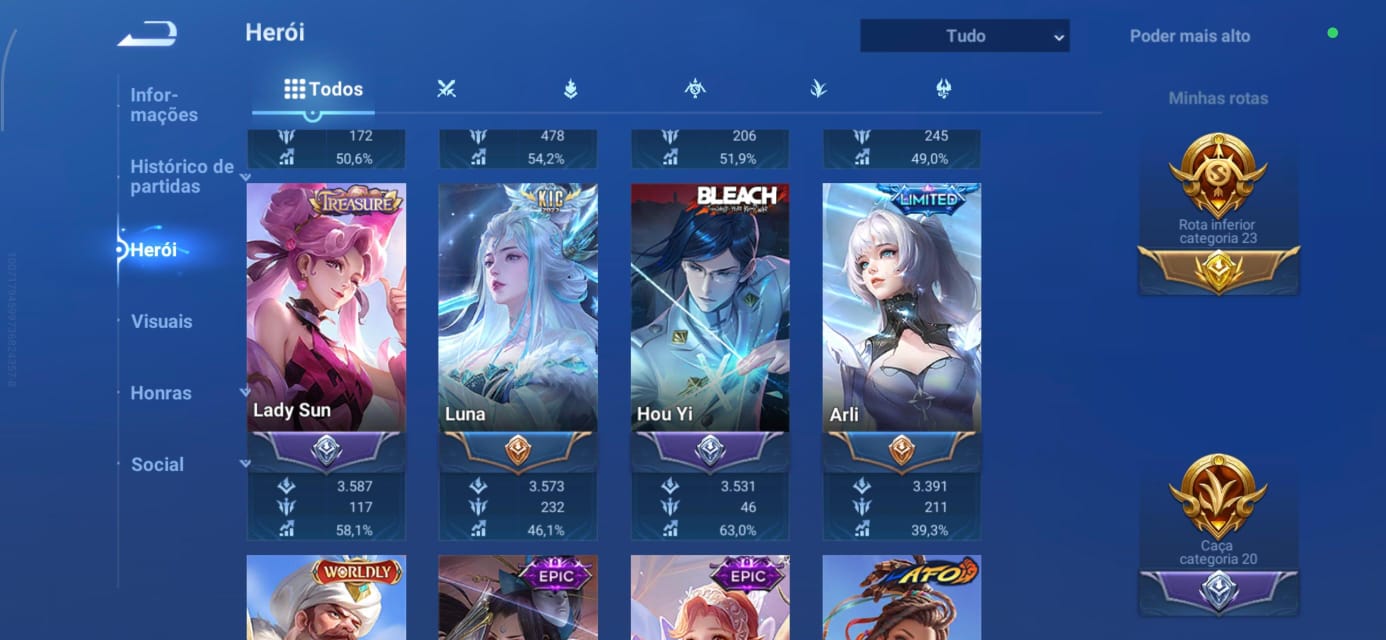 Herói
Tudo
Poder mais alto
Todos
Infor-
mações
Histórico de
partidas
Herói
Visuais
Honras
Social
172
50,6%
478
54,2%
206
51,9%
245
49,0%
TREASURE
Lady Sun
3.587
117
58,1%
KIC
2022
Luna
3.573
232
46,1%
BLEACH
Hou Yi
3.531
46
63,0%
LIMITED
Arli
3.391
211
39,3%
WORLDLY
EPIC
EPIC
AFO
Minhas rotas
Rota inferior
categoria 23
Caça
categoria 20